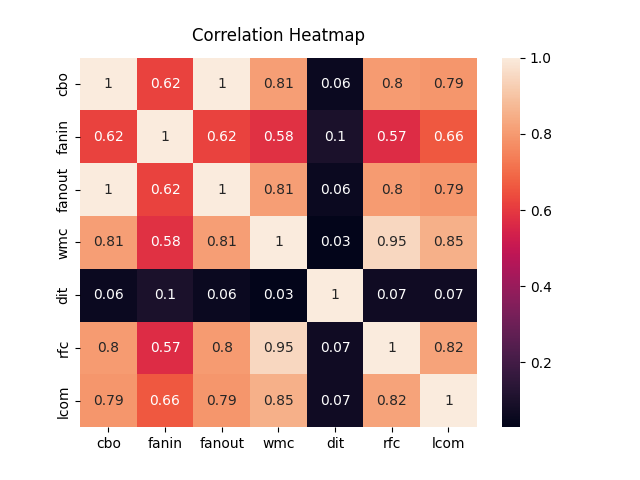 Correlation Heatmap
cbo 1 0.62 1 0.81 0.06 0.8 0.79
fanin 0.62 1 0.62 0.58 0.1 0.57 0.66
fanout 1 0.62 1 0.81 0.06 0.8 0.79
wmc 0.81 0.58 0.81 1 0.03 0.95 0.85
dit 0.06 0.1 0.06 0.03 1 0.07 0.07
rfc 0.8 0.57 0.8 0.95 0.07 1 0.82
lcom 0.79 0.66 0.79 0.85 0.07 0.82 1
cbo fanin fanout wmc dit rfc lcom
1.0
0.8
0.6
0.4
0.2